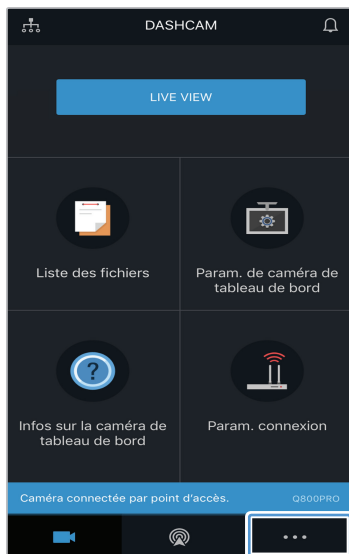 DASHCAM
LIVE VIEW
Liste des fichiers
Param. de caméra de
tableau de bord
?
Infos sur la caméra de
tableau de bord
Param. connexion
Caméra connectée par point d'accès.
Q800PRO